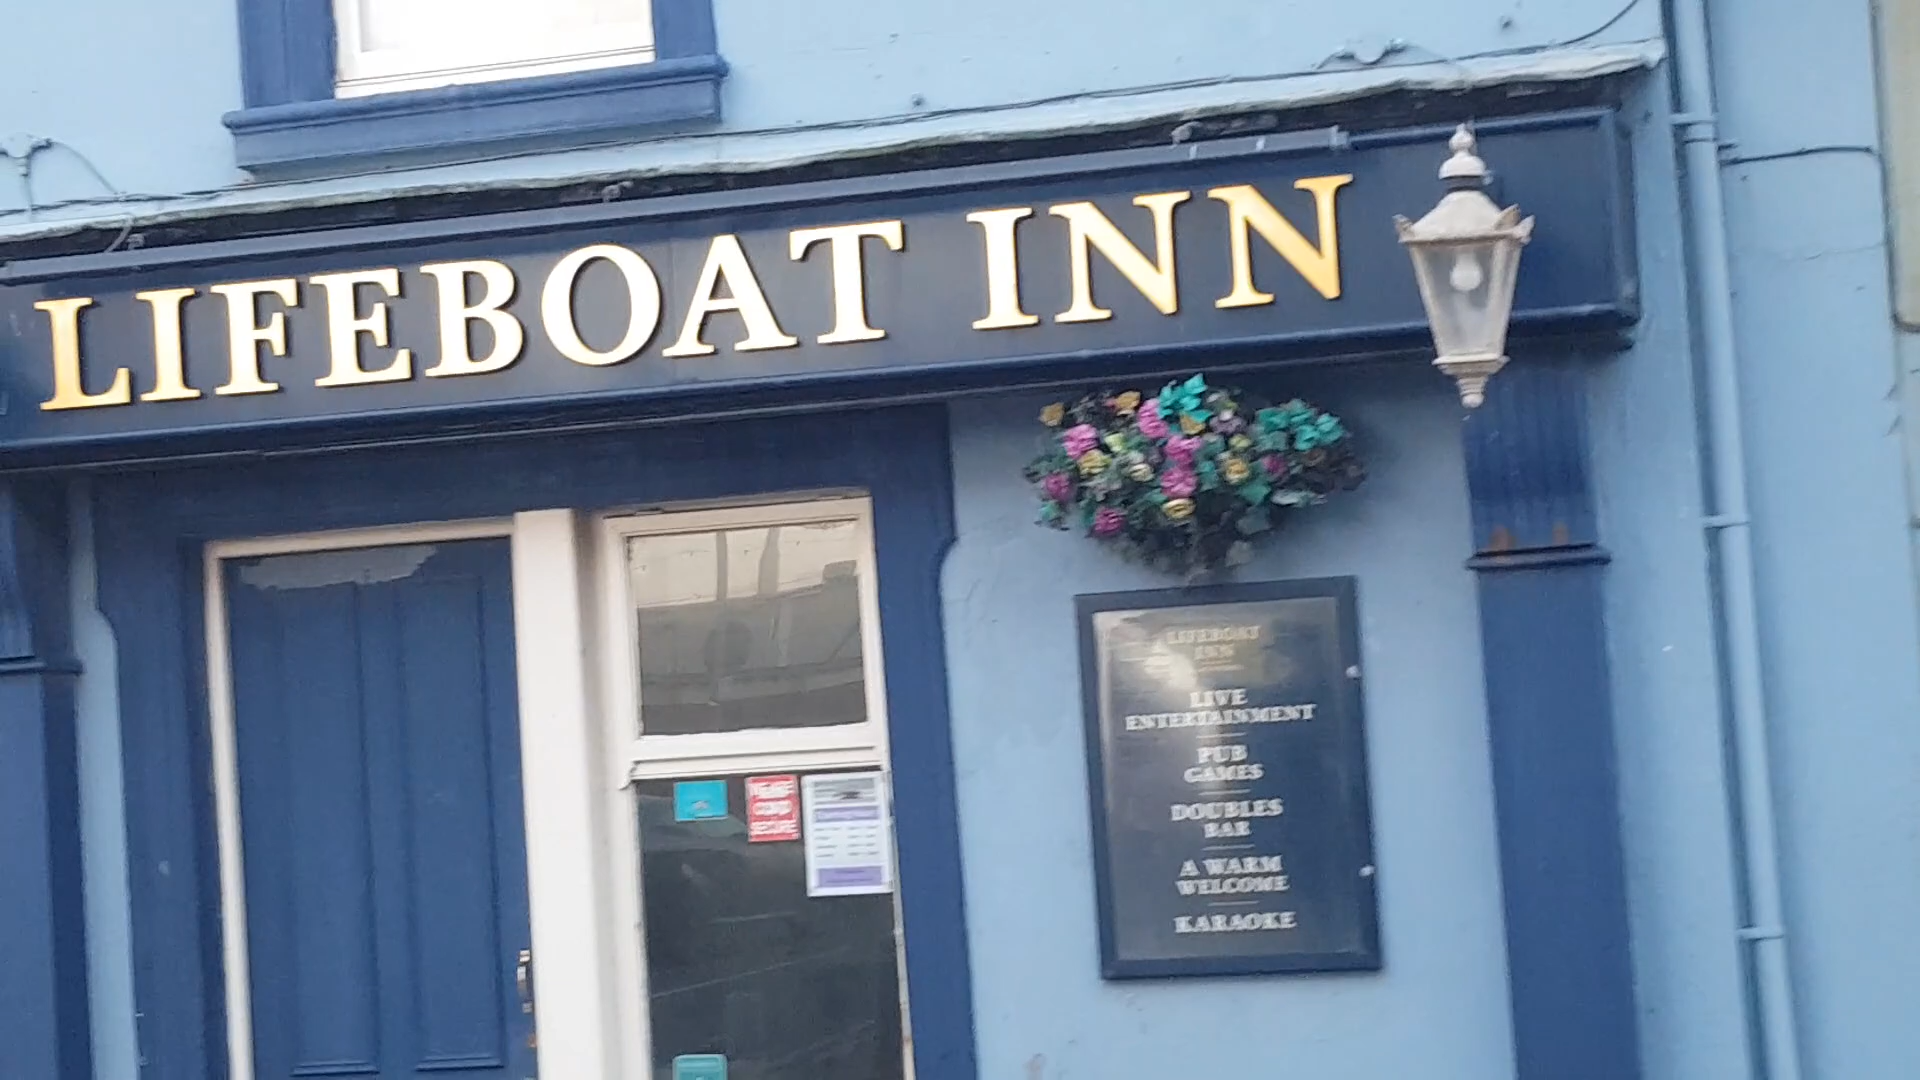 LIFEBOAT INN
LIFEBOAT
INN
LIVE
ENTERTAINMENT
PUB
GAMES
DOUBLES
BAR
A WARM
WELCOME
KARAOKE